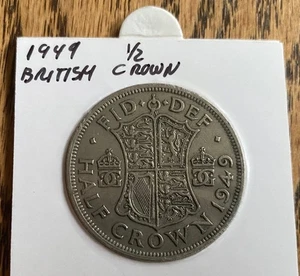 1949 ½
BRITISH CROWN
FID · DEF
HALF CROWN 1949